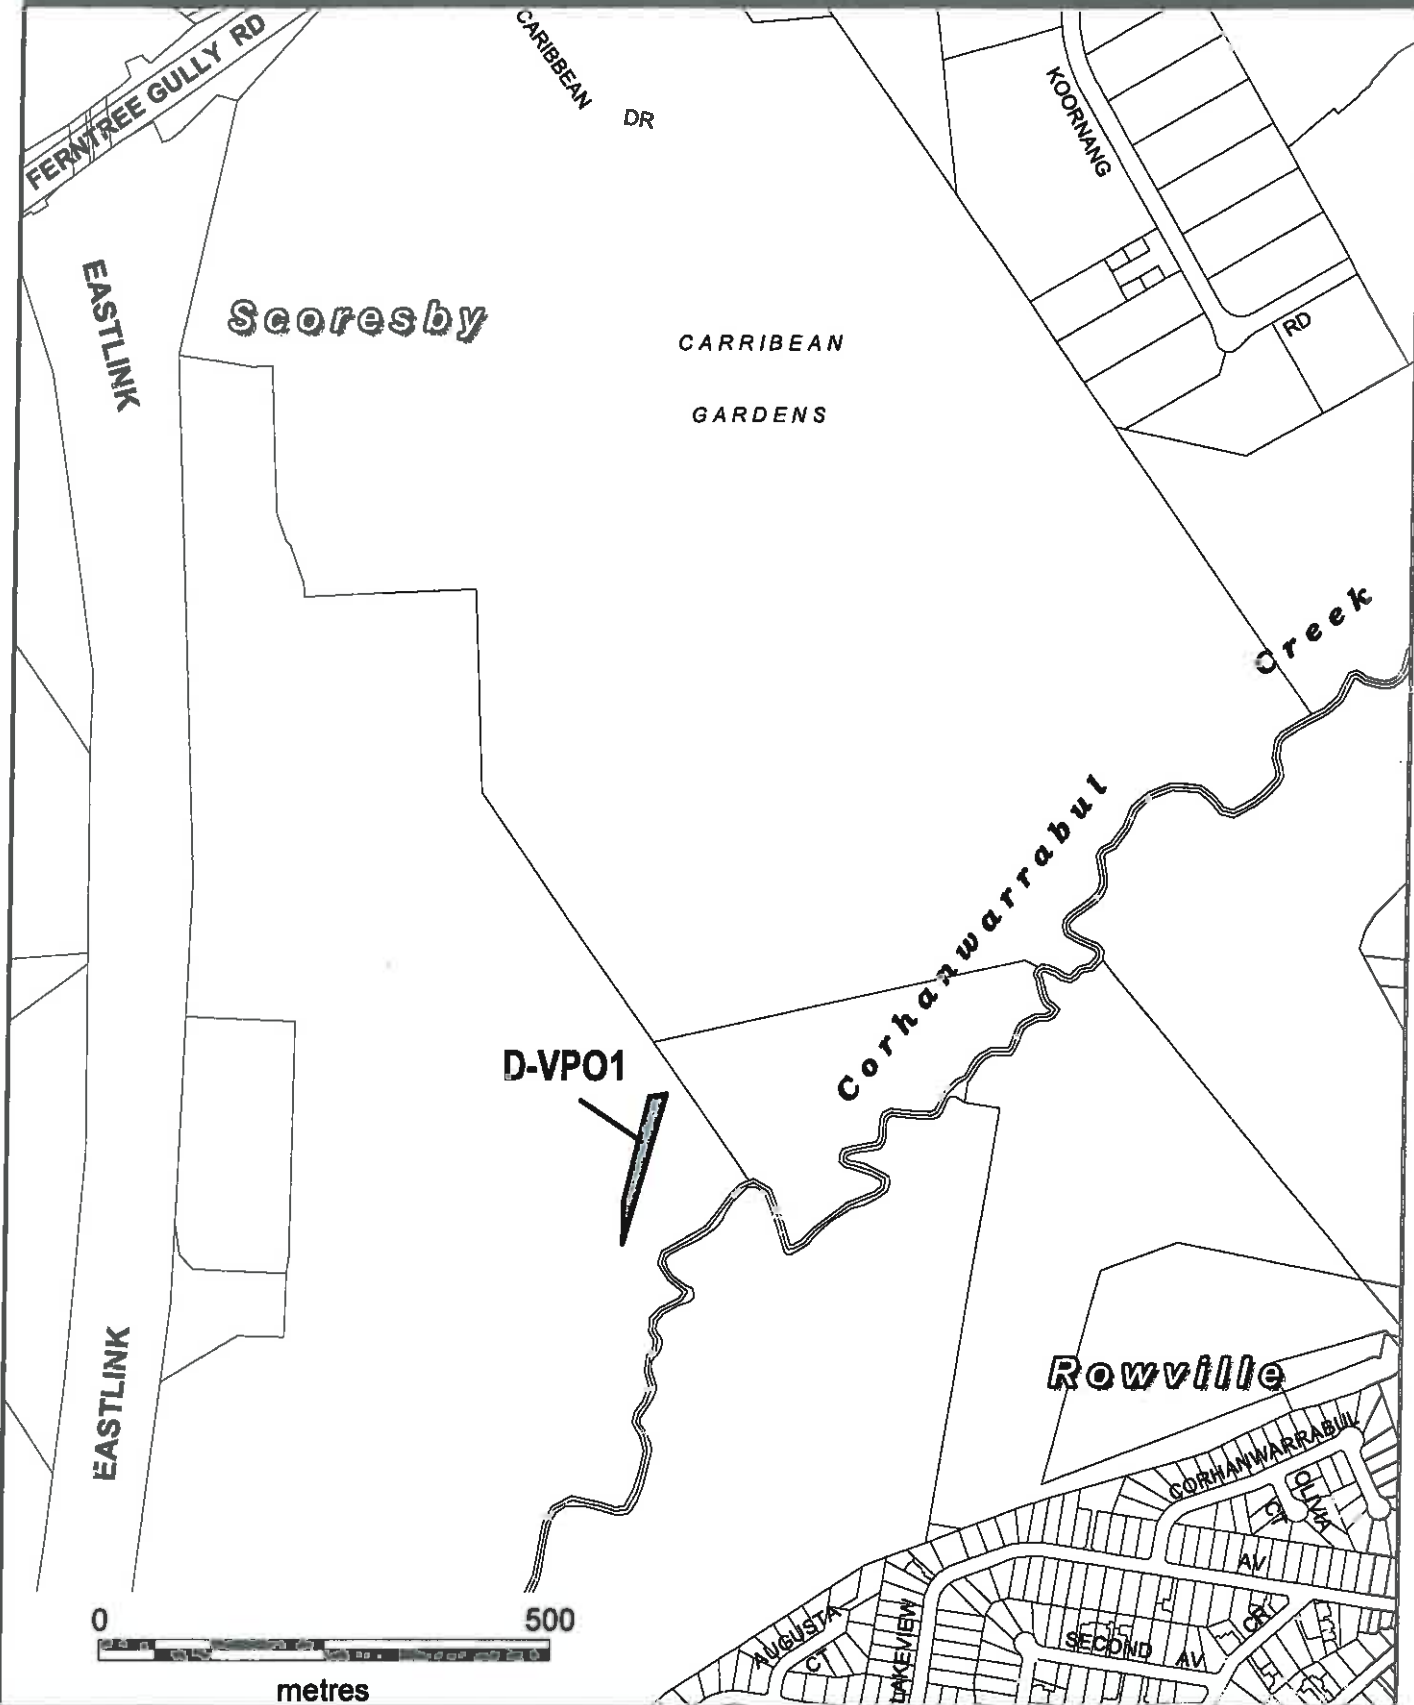 FERNTREE GULLY RD
CARIBBEAN
DR
KOORNANG
RD
EASTLINK
Scoresby
CARRIBEAN
GARDENS
Creek
Corhanwarrabul
D-VPO1
Rowville
EASTLINK
CORHANWARRABUL
OLIVIA
CT
AV
CR
SECOND
AV
AUGUSTA
CT
LAKEVIEW
0
500
metres